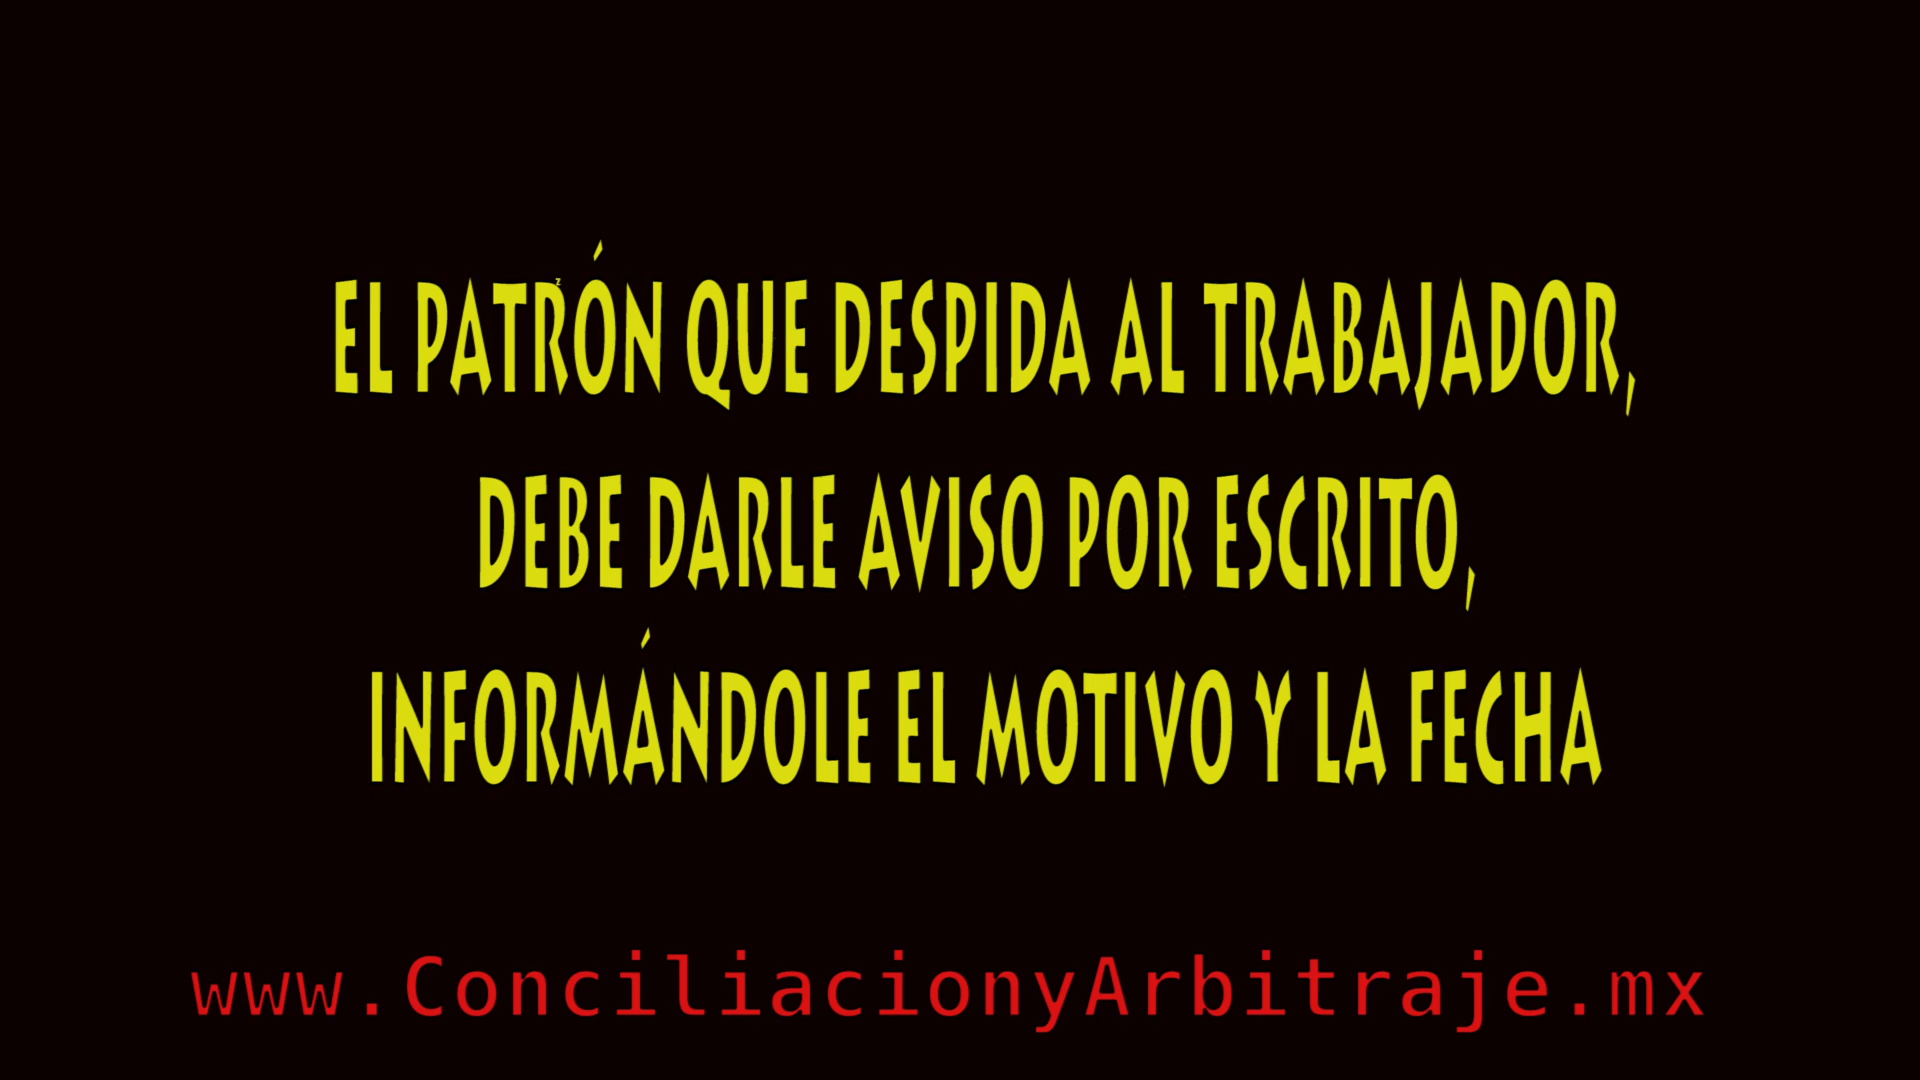 EL PATRÓN QUE DESPIDA AL TRABAJADOR,
DEBE DARLE AVISO POR ESCRITO,
INFORMÁNDOLE EL MOTIVO Y LA FECHA
www.ConciliacionyArbitraje.mx